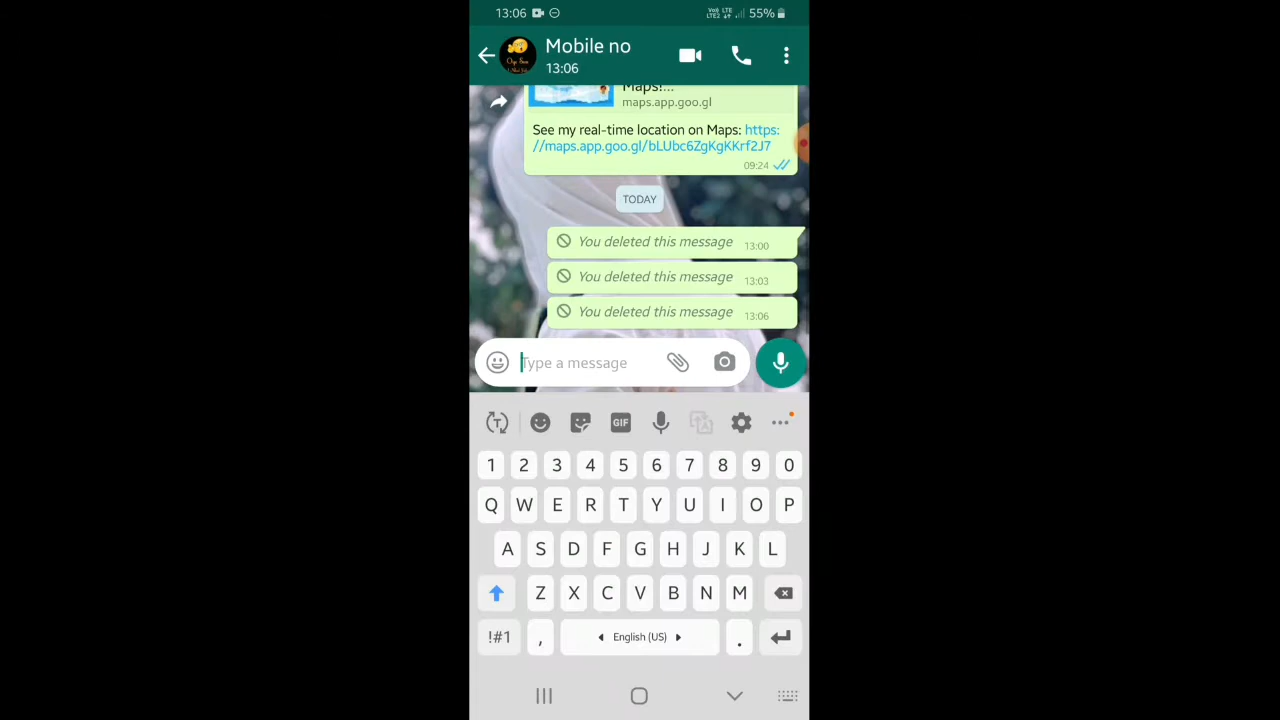 13:06
Vo) LTE
LTE2
55%
Mobile no
13:06
Maps!...
maps.app.goo.gl
See my real-time location on Maps: https:
//maps.app.goo.gl/bLUbc6ZgKgKKrf2J7
09:24
TODAY
You deleted this message 13:00
You deleted this message 13:03
You deleted this message 13:06
Type a message
T
GIF
A
1 2 3 4 5 6 7 8 9 0
Q W E R T Y U I O P
A S D F G H J K L
Z X C V B N M
!#1 , English (US) .